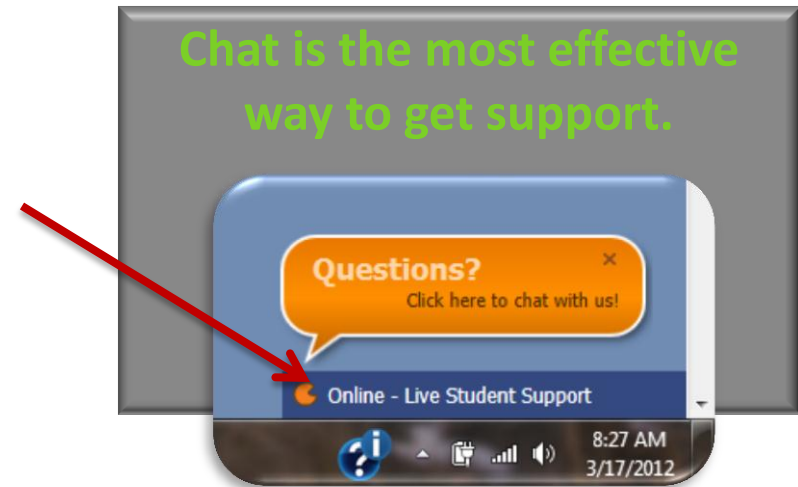 Chat is the most effective
way to get support.
Questions?
Click here to chat with us!
Online - Live Student Support
8:27 AM
3/17/2012